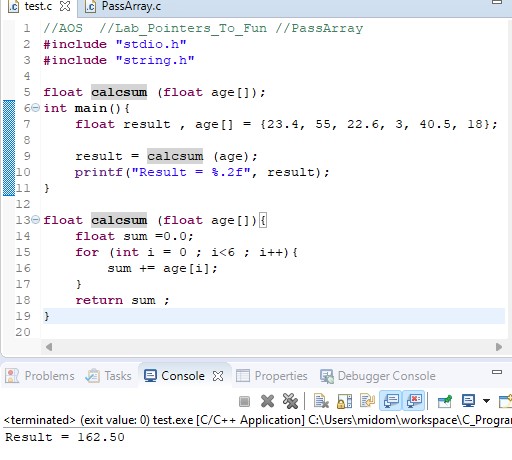 test.c PassArray.c
1 //AOS //Lab_Pointers_To_Fun //PassArray
2 #include "stdio.h"
3 #include "string.h"
4
5 float calcsum (float age[]);
6 int main(){
7 float result , age[] = {23.4, 55, 22.6, 3, 40.5, 18};
8
9 result = calcsum (age);
10 printf("Result = %.2f", result);
11 }
12
13 float calcsum (float age[]){
14 float sum =0.0;
15 for (int i = 0 ; i<6 ; i++){
16 sum += age[i];
17 }
18 return sum ;
19 }
20
Problems Tasks Console Properties Debugger Console
<terminated> (exit value: 0) test.exe [C/C++ Application] C:\Users\midom\workspace\C_Progra
Result = 162.50